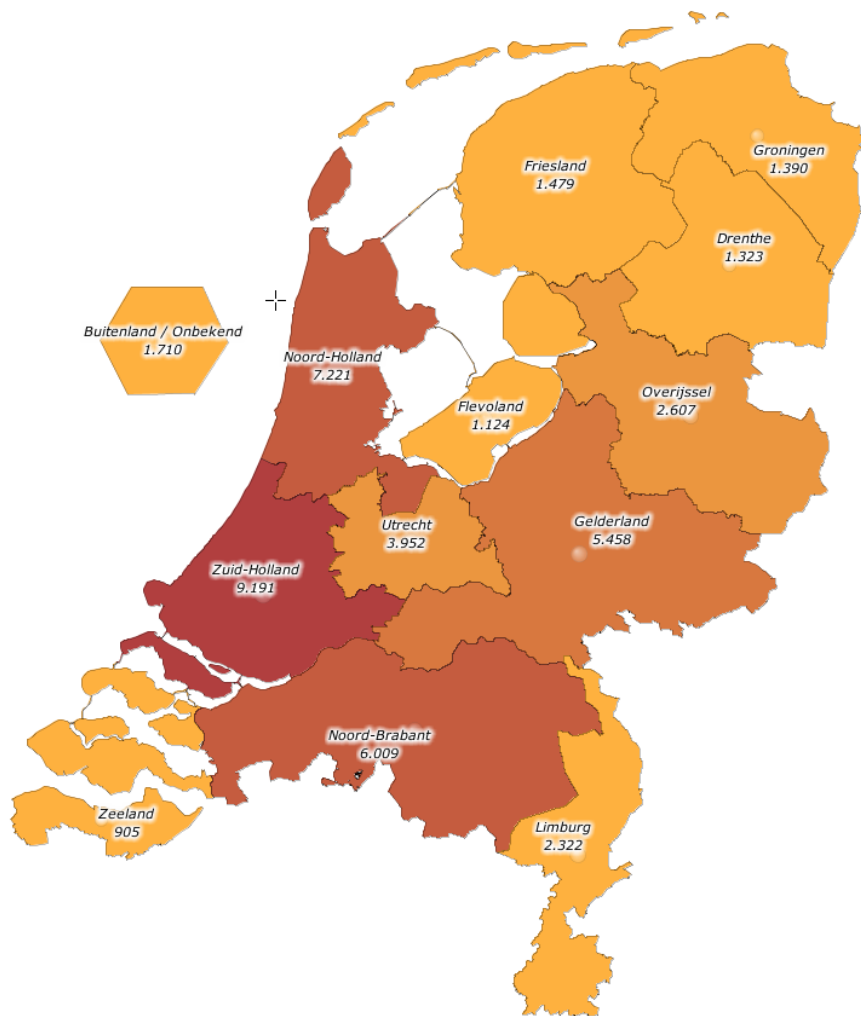 Groningen
1.390
Friesland
1.479
Drenthe
1.323
Buitenland / Onbekend
1.710
Noord-Holland
7.221
Overijssel
2.607
Flevoland
1.124
Utrecht
3.952
Gelderland
5.458
Zuid-Holland
9.191
Noord-Brabant
6.009
Zeeland
905
Limburg
2.322